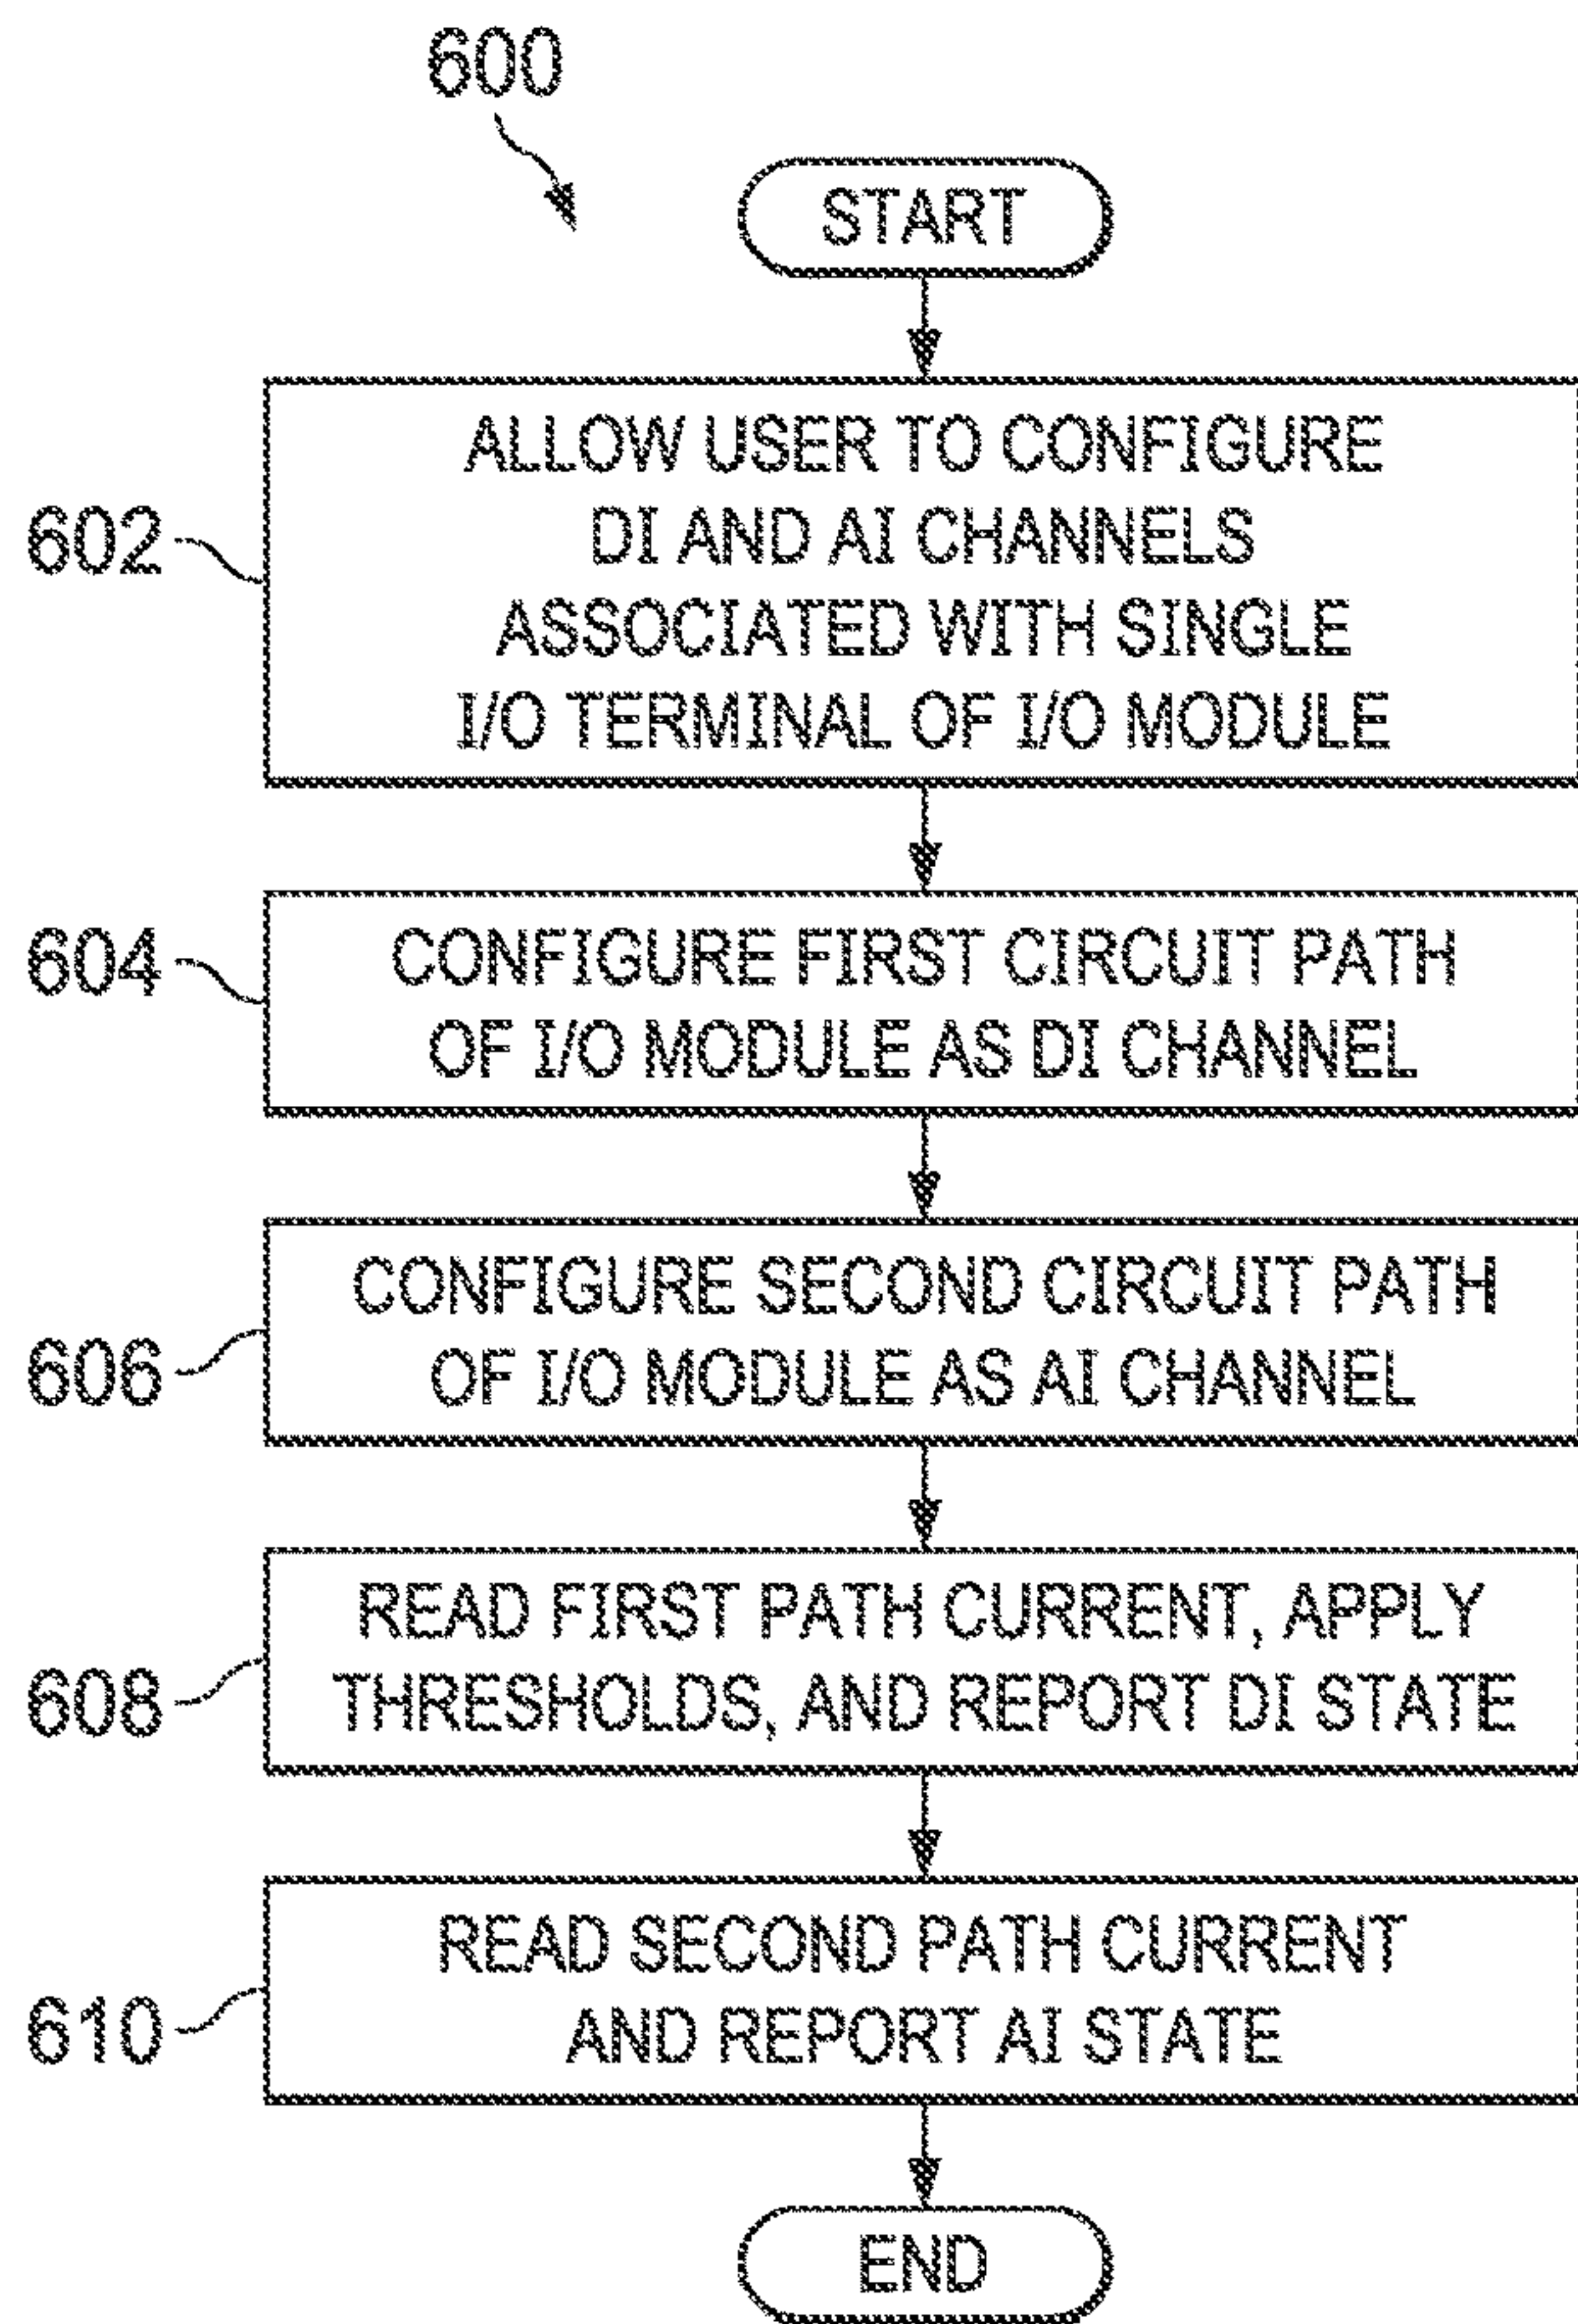 600
START
602
ALLOW USER TO CONFIGURE
DI AND AI CHANNELS
ASSOCIATED WITH SINGLE
I/O TERMINAL OF I/O MODULE
604
CONFIGURE FIRST CIRCUIT PATH
OF I/O MODULE AS DI CHANNEL
606
CONFIGURE SECOND CIRCUIT PATH
OF I/O MODULE AS AI CHANNEL
608
READ FIRST PATH CURRENT, APPLY
THRESHOLDS, AND REPORT DI STATE
610
READ SECOND PATH CURRENT
AND REPORT AI STATE
END